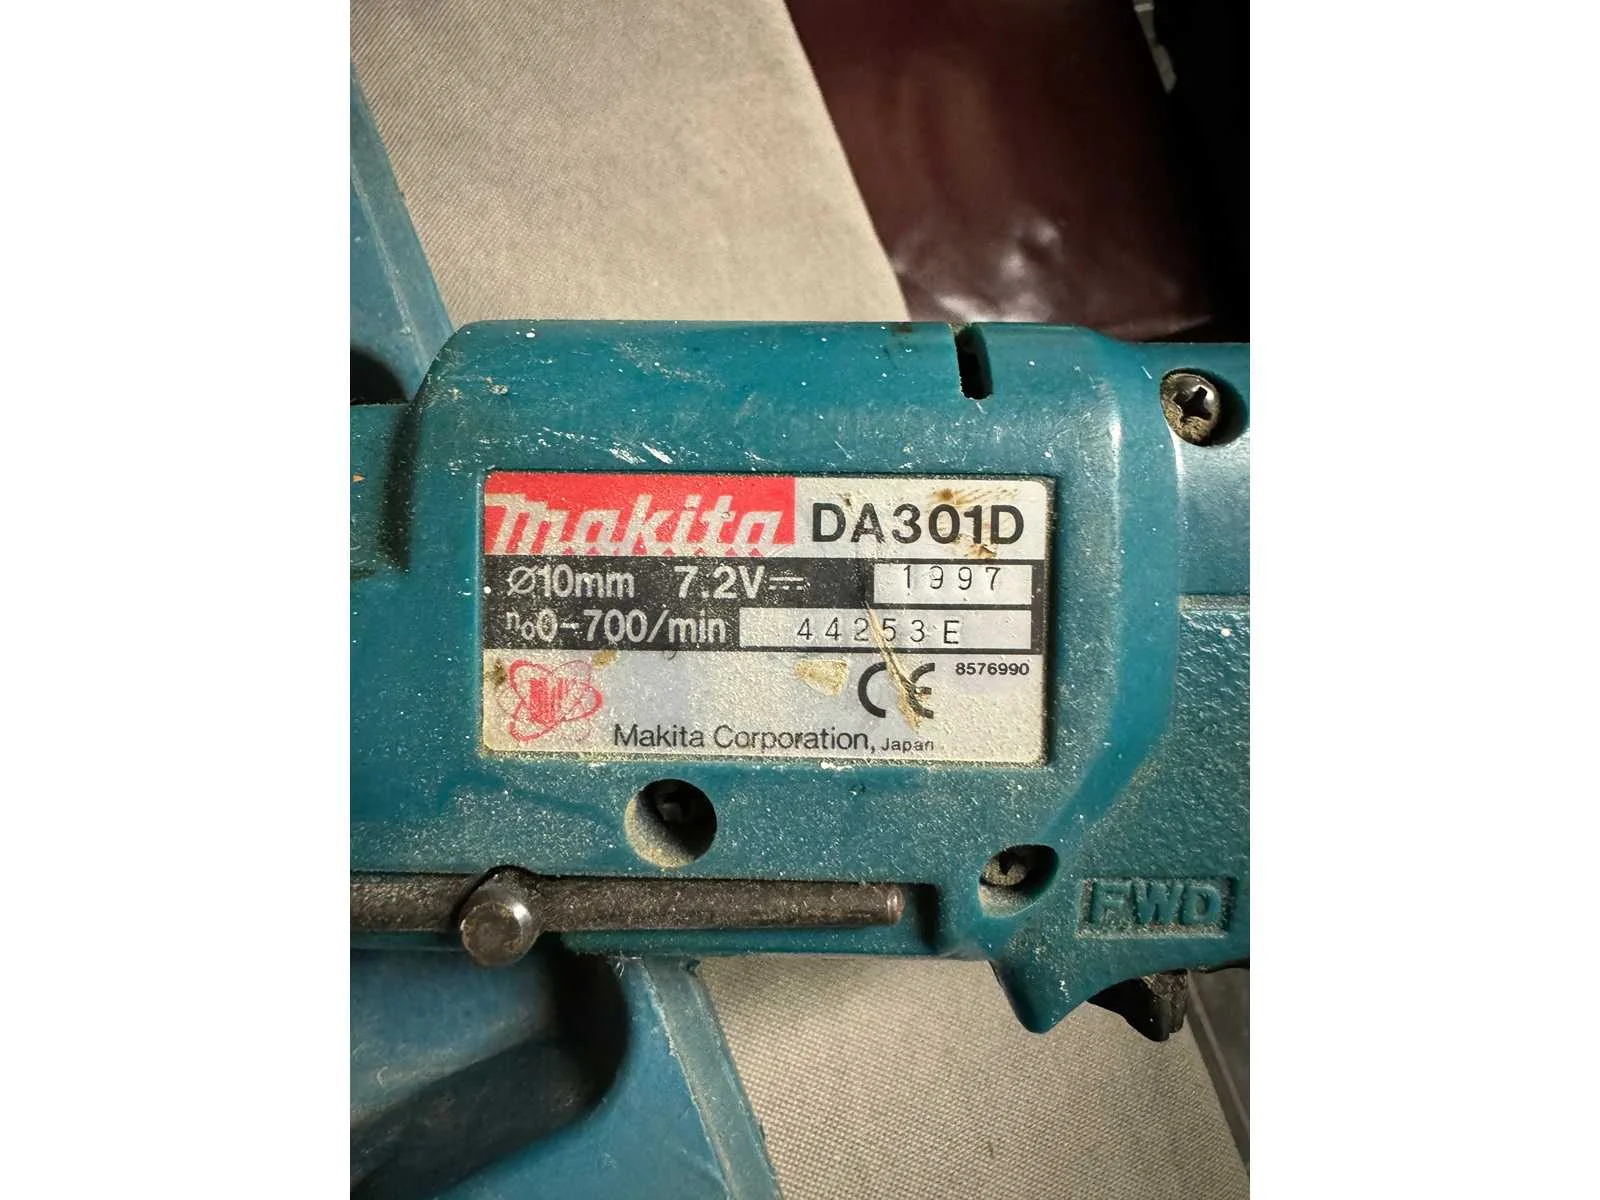 makita DA301D
⌀10mm 7.2V⎓ 1997
n₀0-700/min 44253E
CE 8576990
Makita Corporation, Japan
FWD